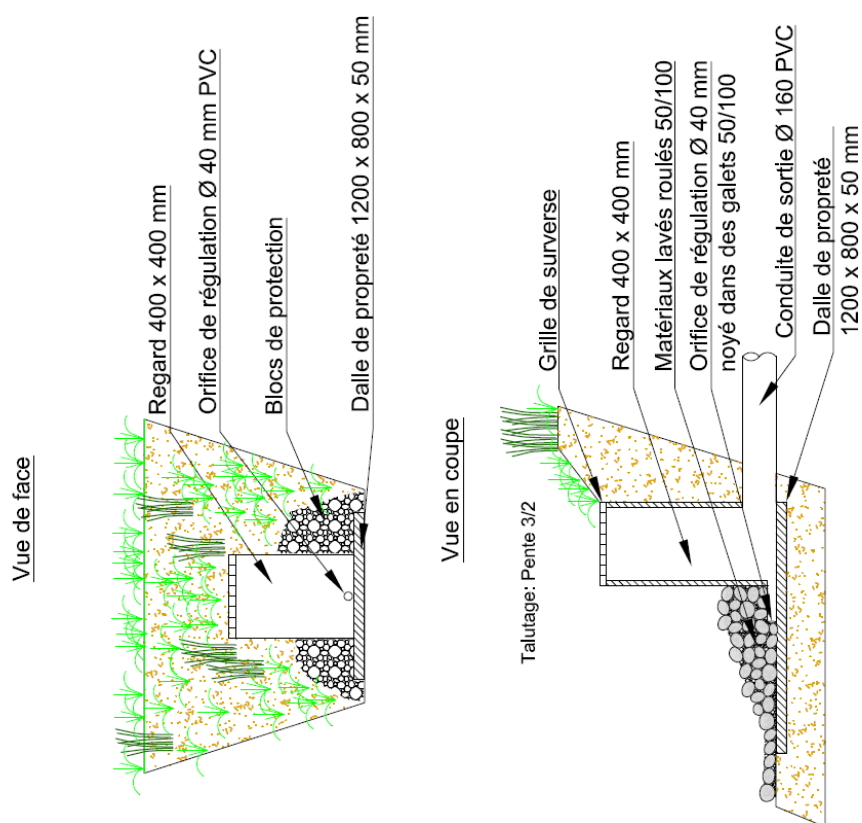 Vue de face
Regard 400 x 400 mm
Orifice de régulation Ø 40 mm PVC
Blocs de protection
Dalle de propreté 1200 x 800 x 50 mm
Vue en coupe
Talutage: Pente 3/2
Grille de surverse
Regard 400 x 400 mm
Matériaux lavés roulés 50/100
Orifice de régulation Ø 40 mm
noyé dans des galets 50/100
Conduite de sortie Ø 160 PVC
Dalle de propreté
1200 x 800 x 50 mm